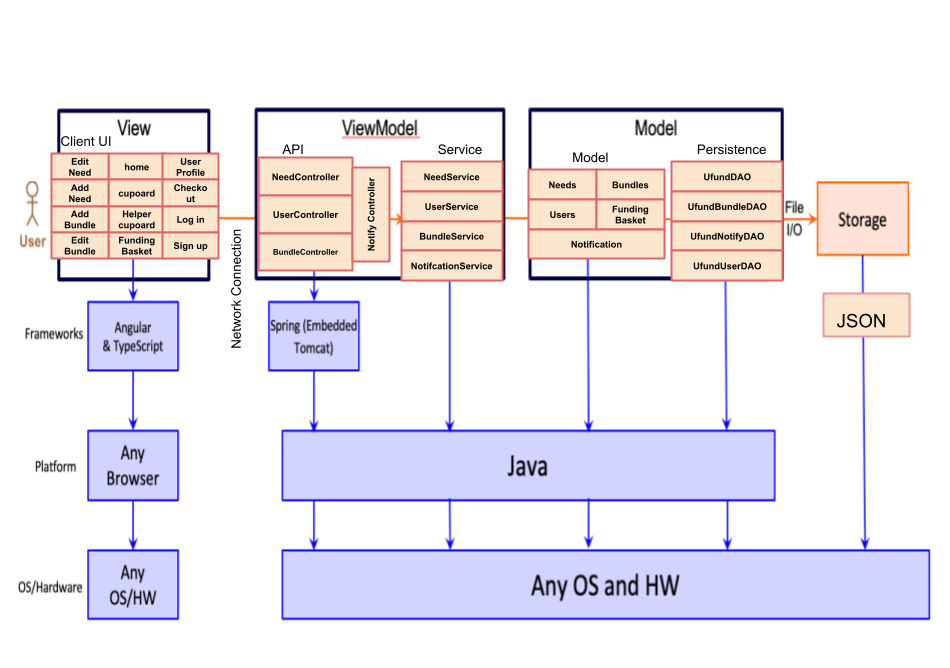 View
Client UI
Edit
Need
home
User
Profile
Add
Need
cupoard
Checko
ut
Add
Bundle
Helper
cupoard
Log in
Edit
Bundle
Funding
Basket
Sign up
User
Network Connection
ViewModel
API
Service
NeedController
UserController
BundleController
Notify Controller
NeedService
UserService
BundleService
NotifcationService
Model
Model
Persistence
Needs
Bundles
Users
Funding
Basket
Notification
UfundDAO
UfundBundleDAO
UfundNotifyDAO
UfundUserDAO
File
I/O
Storage
JSON
Frameworks
Angular
& TypeScript
Spring (Embedded
Tomcat)
Platform
Any
Browser
Java
OS/Hardware
Any
OS/HW
Any OS and HW